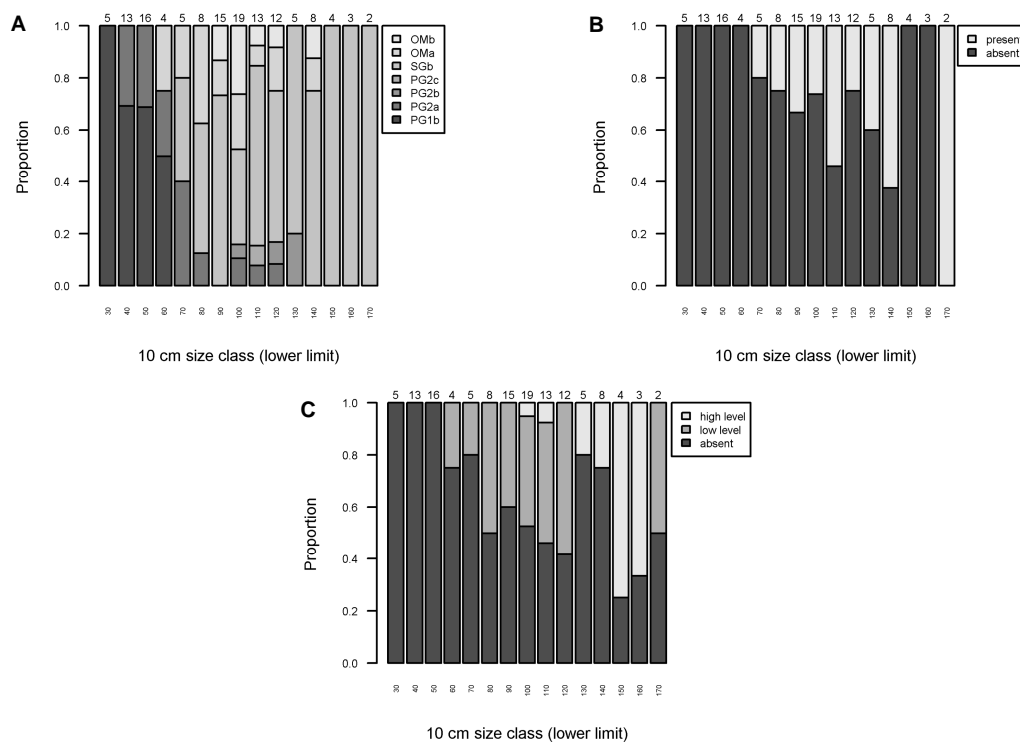 A
5 13 16 4 5 8 15 19 13 12 5 8 4 3 2
1.0
0.8
0.6
0.4
0.2
0.0
Proportion
30 40 50 60 70 80 90 100 110 120 130 140 150 160 170
10 cm size class (lower limit)
OMb
OMa
SGb
PG2c
PG2b
PG2a
PG1b
B
5 13 16 4 5 8 15 19 13 12 5 8 4 3 2
1.0
0.8
0.6
0.4
0.2
0.0
Proportion
30 40 50 60 70 80 90 100 110 120 130 140 150 160 170
10 cm size class (lower limit)
present
absent
C
5 13 16 4 5 8 15 19 13 12 5 8 4 3 2
1.0
0.8
0.6
0.4
0.2
0.0
Proportion
30 40 50 60 70 80 90 100 110 120 130 140 150 160 170
10 cm size class (lower limit)
high level
low level
absent